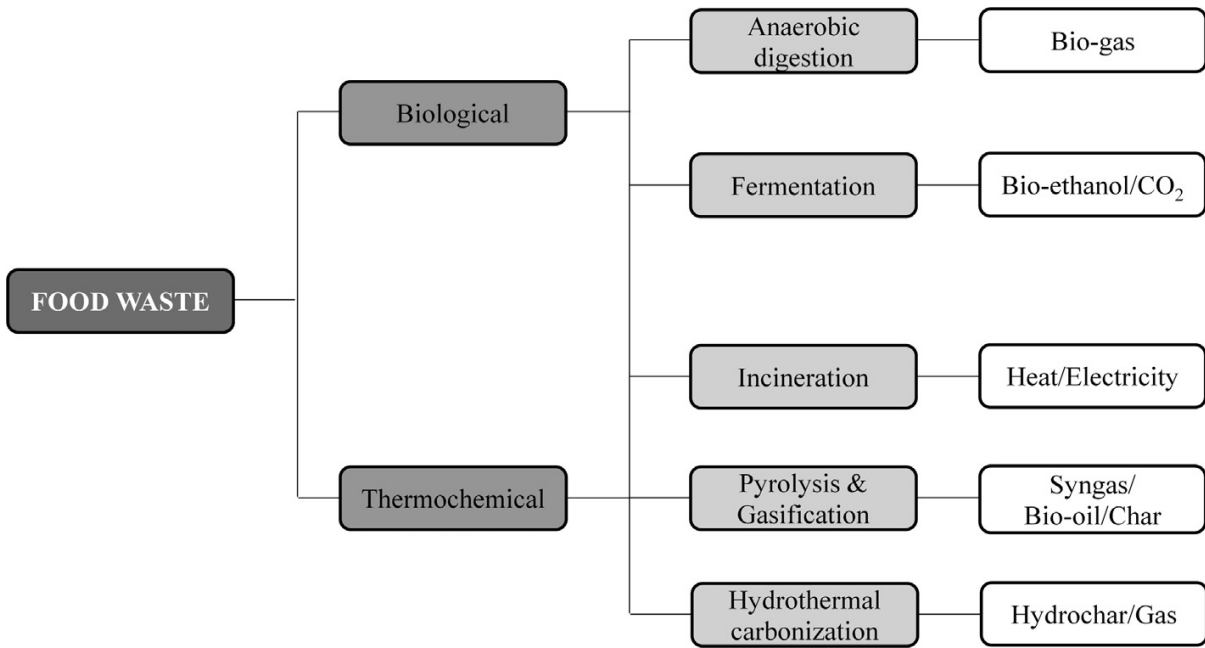 Anaerobic
digestion
Bio-gas
Biological
Fermentation
Bio-ethanol/CO₂
FOOD WASTE
Incineration
Heat/Electricity
Thermochemical
Pyrolysis &
Gasification
Syngas/
Bio-oil/Char
Hydrothermal
carbonization
Hydrochar/Gas